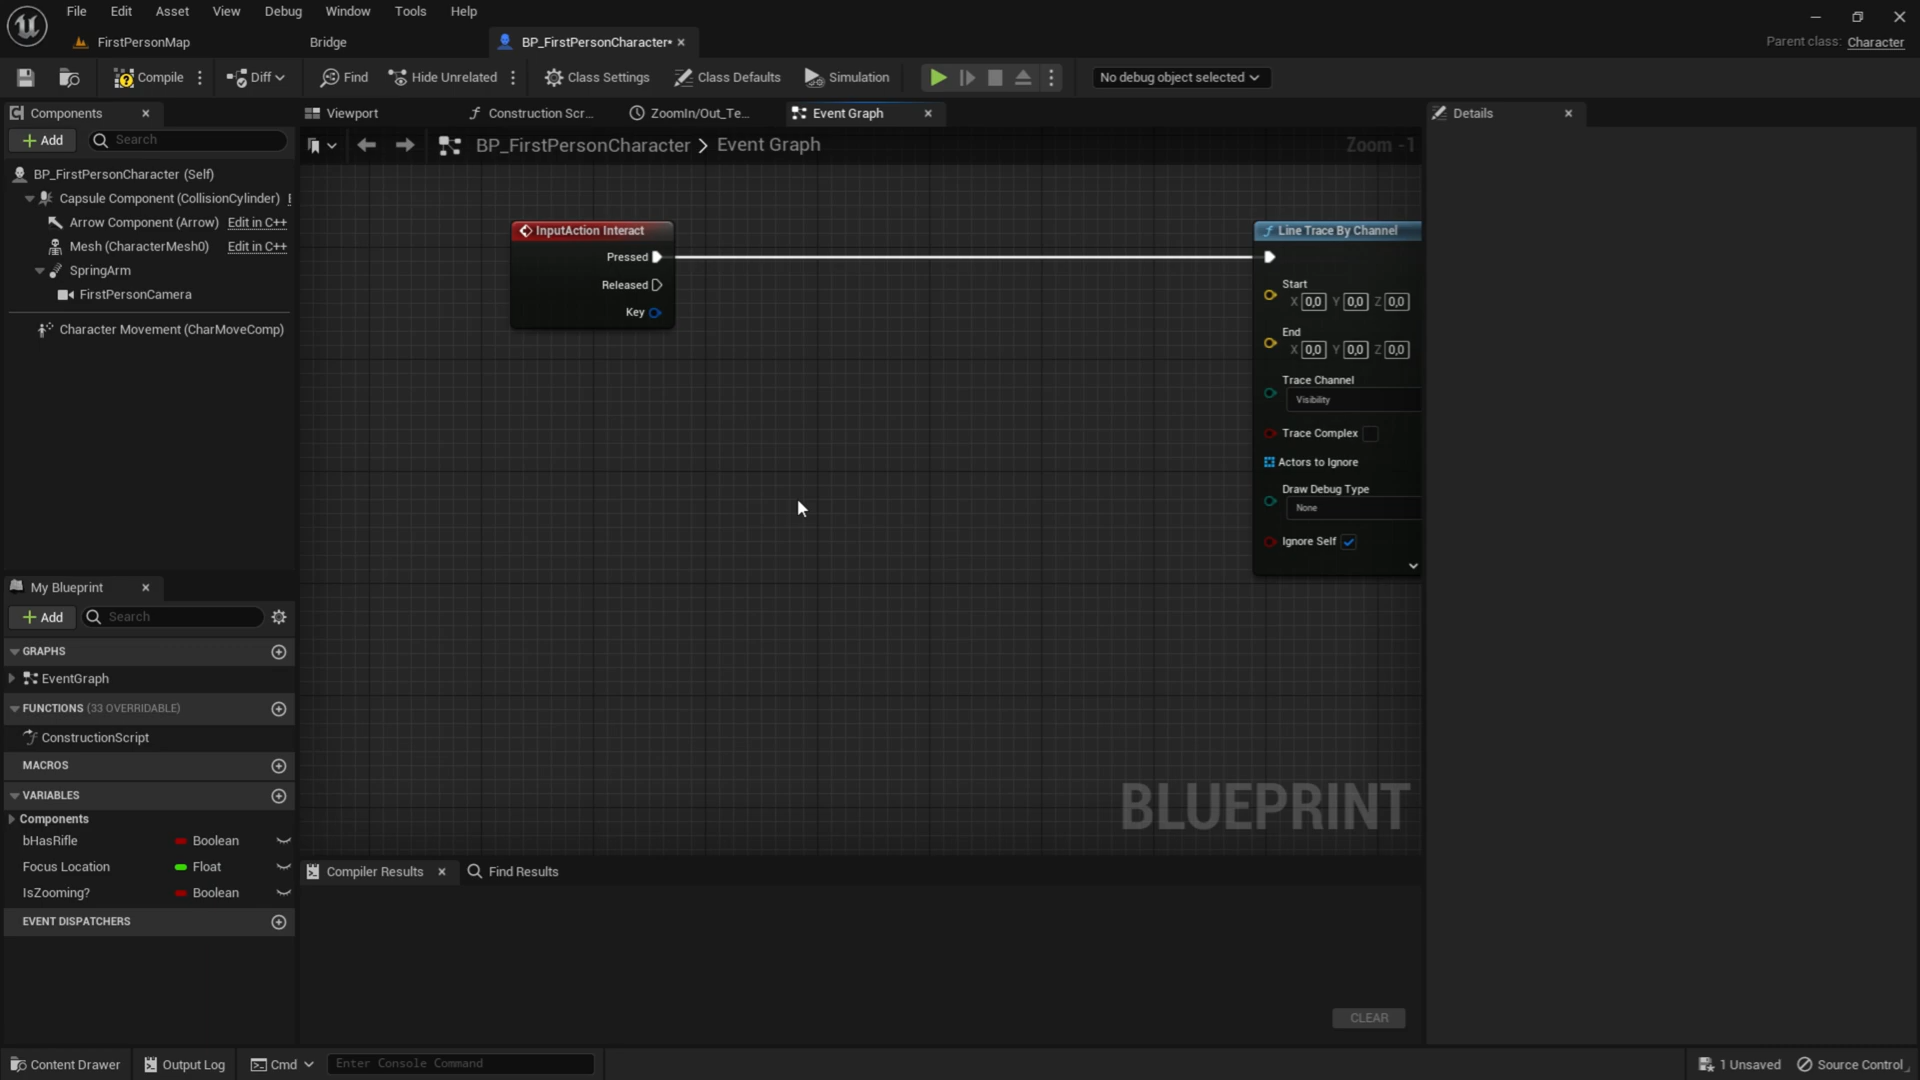 File Edit Asset View Debug Window Tools Help
FirstPersonMap Bridge BP_FirstPersonCharacter•
Parent class: Character
Compile Diff Find Hide Unrelated Class Settings Class Defaults Simulation No debug object selected
Components
Viewport Construction Scr... ZoomIn/Out_Te... Event Graph
Details
Add Search
BP_FirstPersonCharacter > Event Graph
Zoom -1
BP_FirstPersonCharacter (Self)
Capsule Component (CollisionCylinder)
Arrow Component (Arrow) Edit in C++
Mesh (CharacterMesh0) Edit in C++
SpringArm
FirstPersonCamera
Character Movement (CharMoveComp)
InputAction Interact
Pressed
Released
Key
Line Trace By Channel
Start
X 0,0 Y 0,0 Z 0,0
End
X 0,0 Y 0,0 Z 0,0
Trace Channel
Visibility
Trace Complex
Actors to Ignore
Draw Debug Type
None
Ignore Self
BLUEPRINT
My Blueprint
Add Search
GRAPHS
EventGraph
FUNCTIONS (33 OVERRIDABLE)
ConstructionScript
MACROS
VARIABLES
Components
bHasRifle Boolean
Focus Location Float
IsZooming? Boolean
EVENT DISPATCHERS
Compiler Results Find Results
CLEAR
Content Drawer Output Log Cmd Enter Console Command
1 Unsaved Source Control